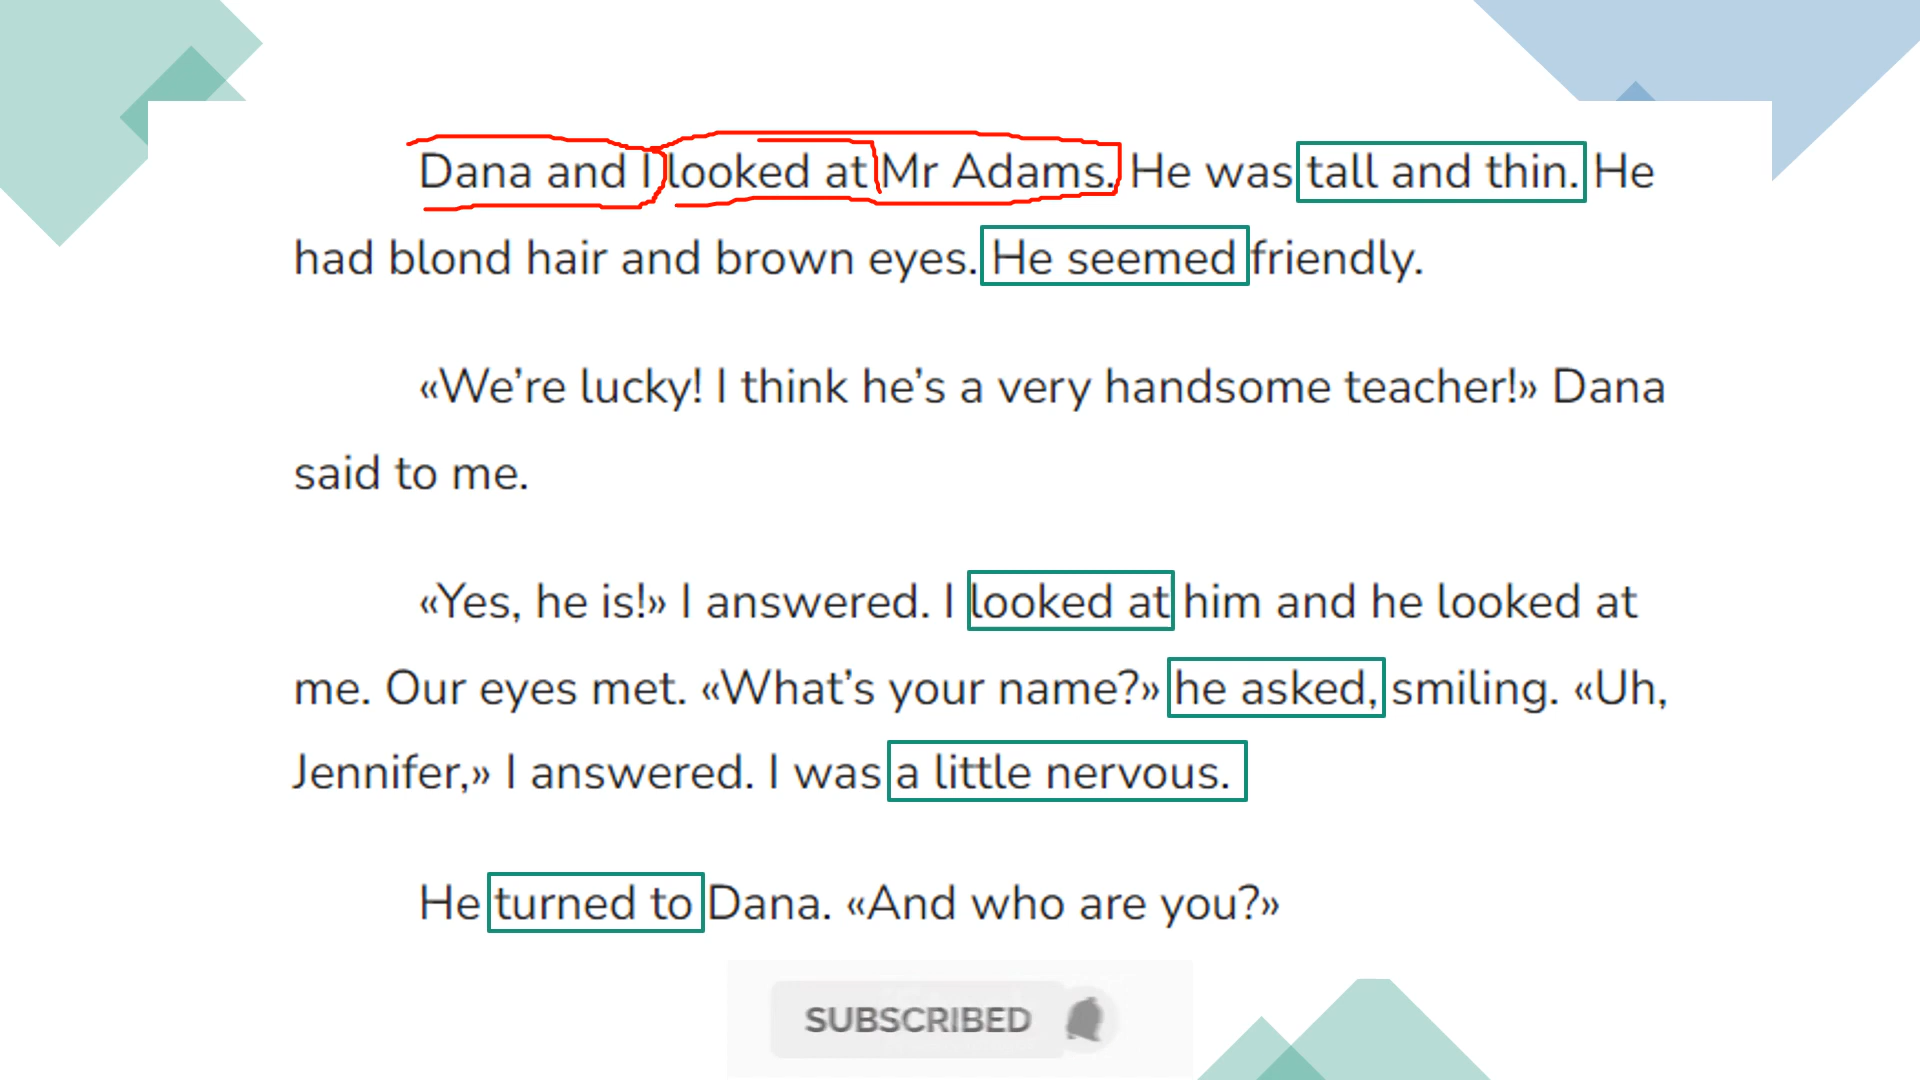 Dana and I looked at Mr Adams. He was tall and thin. He
had blond hair and brown eyes. He seemed friendly.
«We’re lucky! I think he’s a very handsome teacher!» Dana
said to me.
«Yes, he is!» I answered. I looked at him and he looked at
me. Our eyes met. «What’s your name?» he asked, smiling. «Uh,
Jennifer,» I answered. I was a little nervous.
He turned to Dana. «And who are you?»
SUBSCRIBED